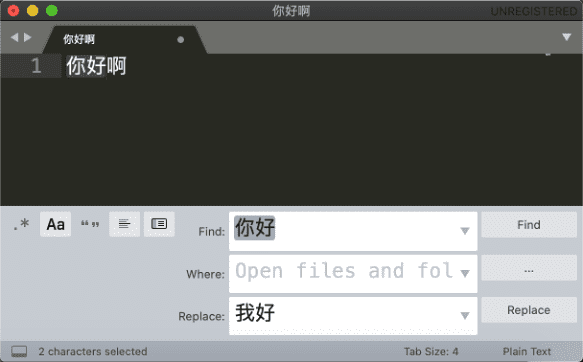 你好啊
UNREGISTERED
你好啊
1 你好啊
.* Aa “”
Find: 你好 Find
Where: Open files and fol ...
Replace: 我好 Replace
2 characters selected Tab Size: 4 Plain Text